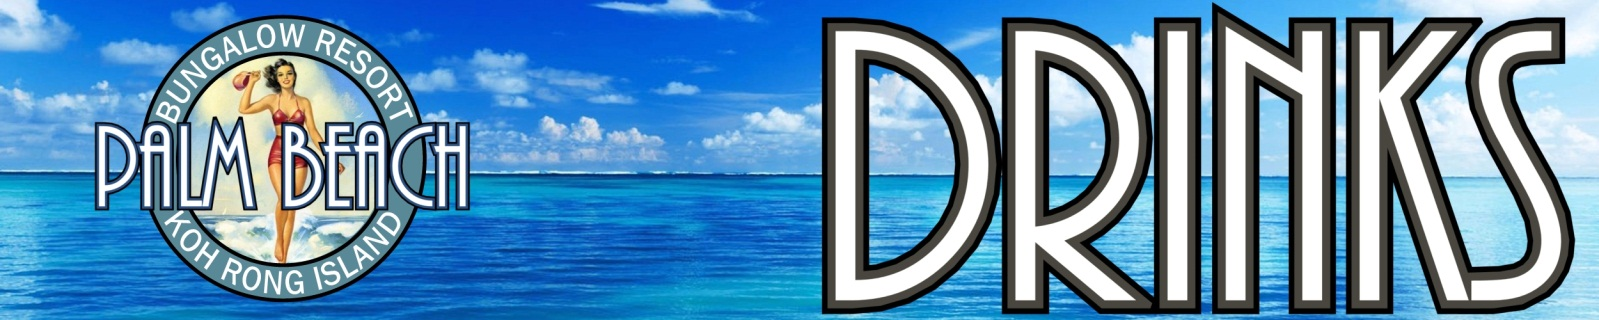 BUNGALOW RESORT
PALM BEACH
KOH RONG ISLAND
DRINKS